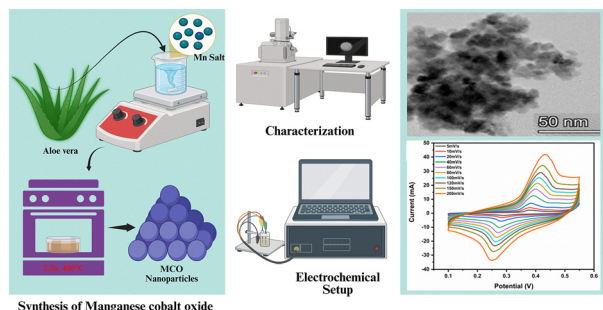 Mn Salt
Aloe vera
MCO
Nanoparticles
Synthesis of Manganese cobalt oxide
Characterization
Electrochemical
Setup
50 nm
5mV/s
10mV/s
20mV/s
40mV/s
60mV/s
80mV/s
100mV/s
120mV/s
150mV/s
200mV/s
Current (mA)
50
40
30
20
10
0
-10
-20
-30
-40
0.1 0.2 0.3 0.4 0.5 0.6
Potential (V)